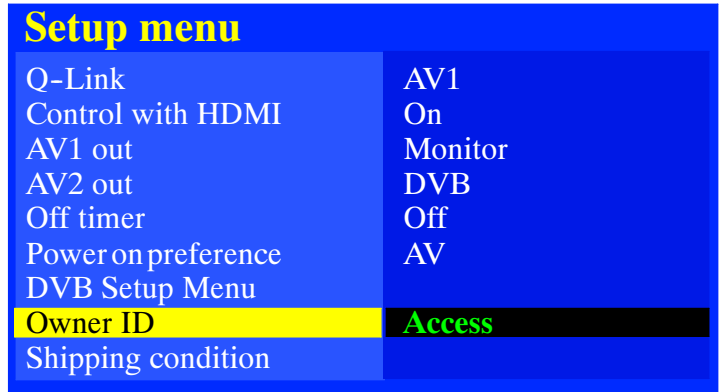 Setup menu
Q-Link AV1
Control with HDMI On
AV1 out Monitor
AV2 out DVB
Off timer Off
Power on preference AV
DVB Setup Menu
Owner ID Access
Shipping condition